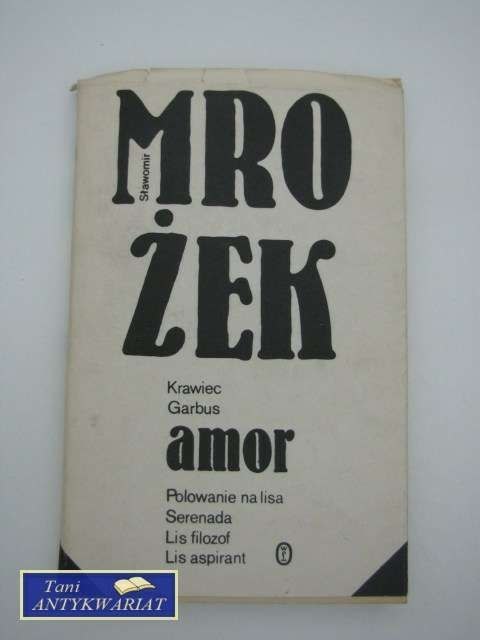 MRO
Sławomir
ŻEK
Krawiec
Garbus
amor
Polowanie na lisa
Serenada
Lis filozof
Lis aspirant
Tani
ANTYKWARIAT